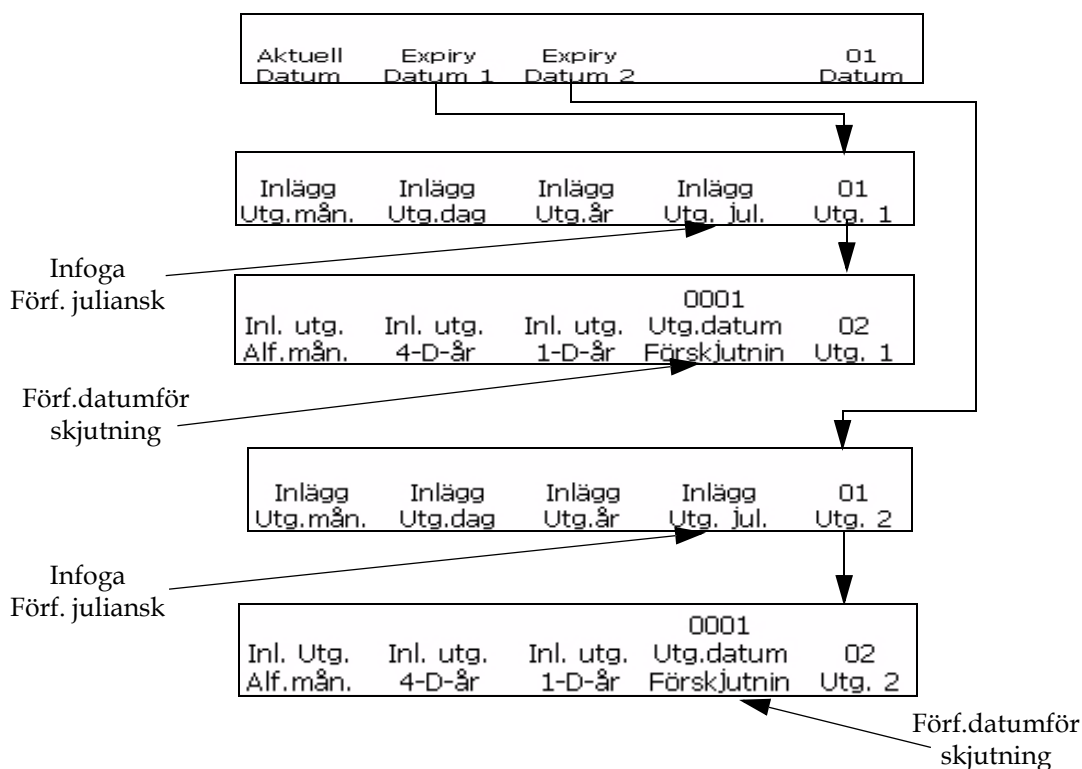 Aktuell Expiry Expiry 01
Datum Datum 1 Datum 2 Datum
Inlägg Inlägg Inlägg Inlägg 01
Utg.mån. Utg.dag Utg.år Utg. jul. Utg. 1
Infoga
Förf. juliansk
0001
Inl. utg. Inl. utg. Inl. utg. Utg.datum 02
Alf.mån. 4-D-år 1-D-år Förskjutnin Utg. 1
Förf.datumför
skjutning
Inlägg Inlägg Inlägg Inlägg 01
Utg.mån. Utg.dag Utg.år Utg. jul. Utg. 2
Infoga
Förf. juliansk
0001
Inl. Utg. Inl. utg. Inl. utg. Utg.datum 02
Alf.mån. 4-D-år 1-D-år Förskjutnin Utg. 2
Förf.datumför
skjutning